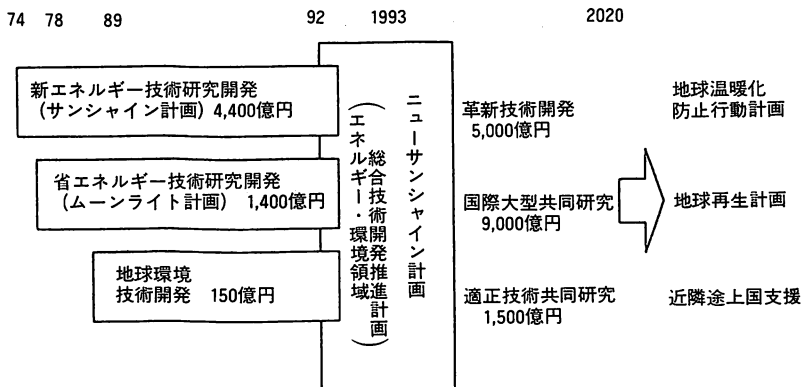 74 78 89 92 1993 2020
新エネルギー技術研究開発
(サンシャイン計画) 4,400億円
省エネルギー技術研究開発
(ムーンライト計画) 1,400億円
地球環境
技術開発 150億円
ニューサンシャイン計画
(総合技術開発推進計画)
エネルギー・環境領域
革新技術開発
5,000億円
国際大型共同研究
9,000億円
適正技術共同研究
1,500億円
地球温暖化
防止行動計画
地球再生計画
近隣途上国支援